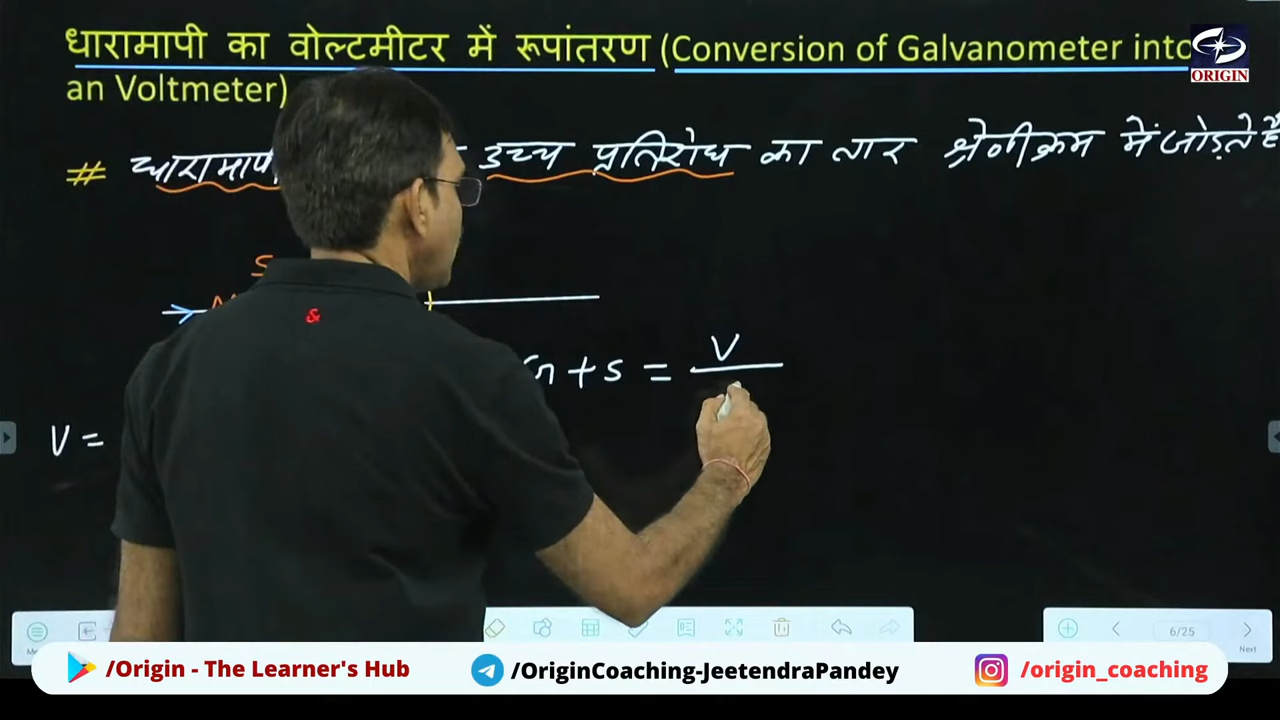 धारामापी का वोल्टमीटर में रूपांतरण (Conversion of Galvanometer into
an Voltmeter)
ORIGIN
# उच्च प्रतिरोध का तार श्रेणीक्रम में जोड़ते है
S
G+S = V
V =
6/25
Next
/Origin - The Learner's Hub
/OriginCoaching-JeetendraPandey
/origin_coaching